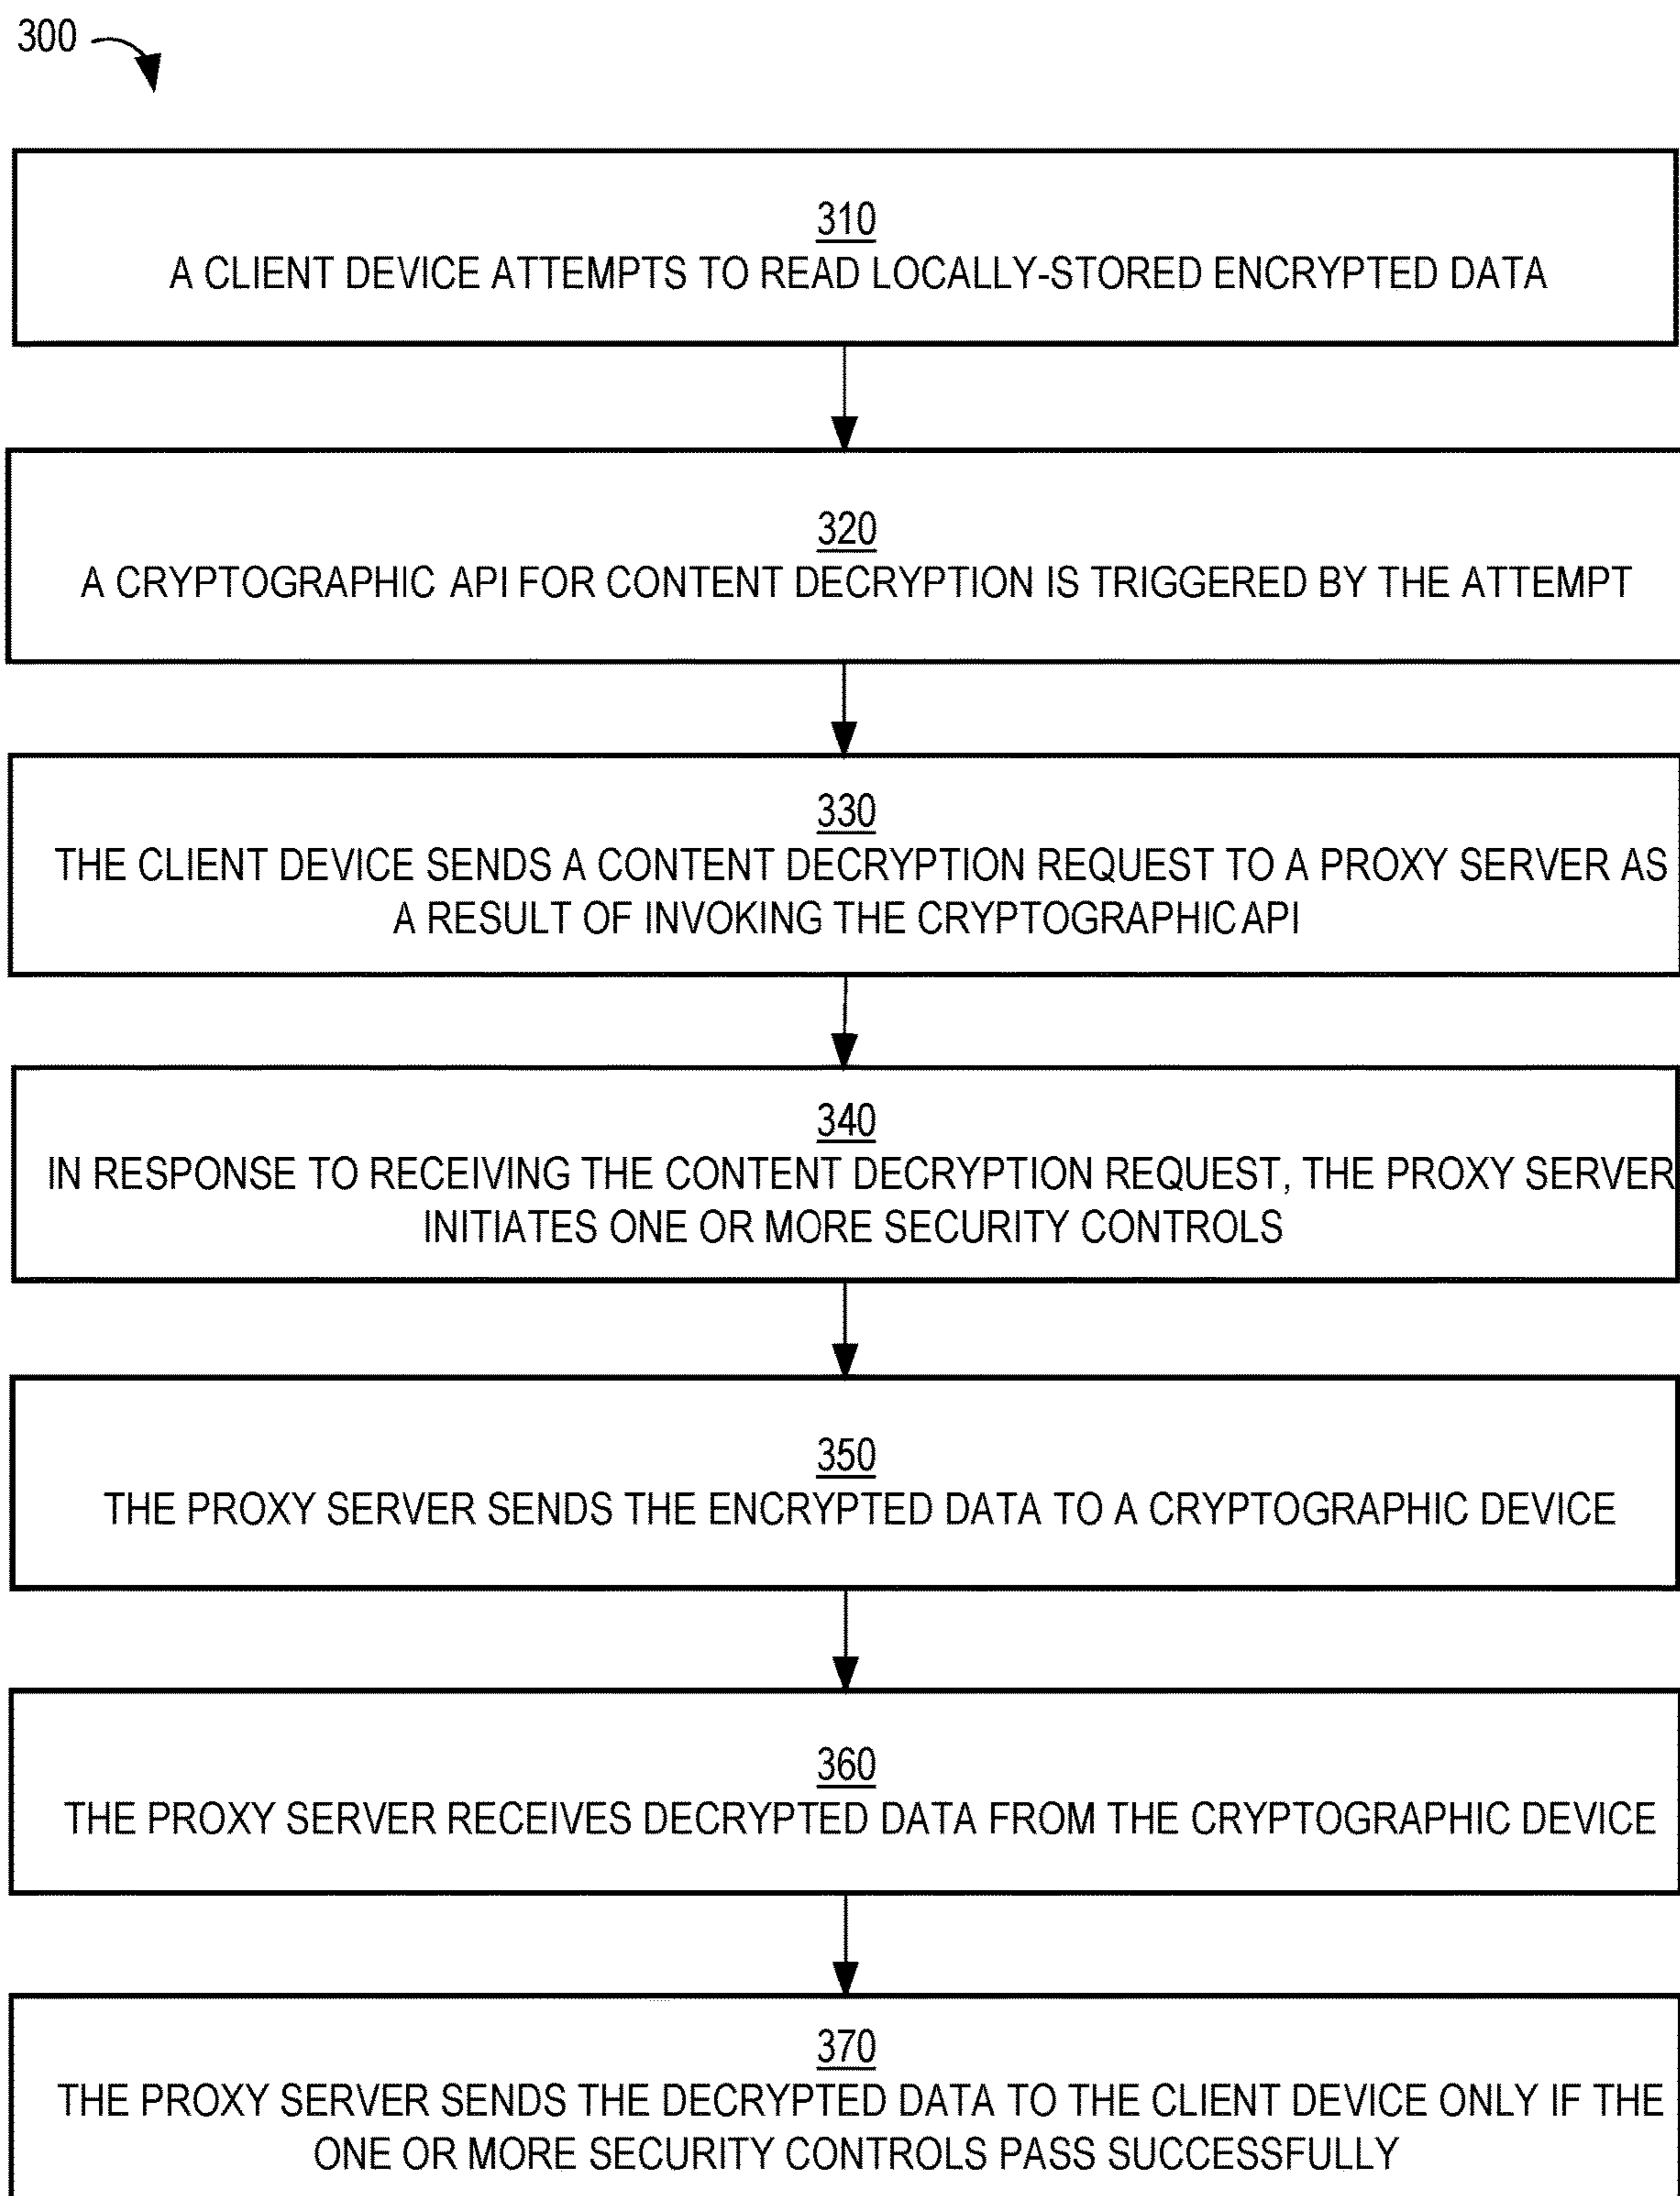 300
310
A CLIENT DEVICE ATTEMPTS TO READ LOCALLY-STORED ENCRYPTED DATA
320
A CRYPTOGRAPHIC API FOR CONTENT DECRYPTION IS TRIGGERED BY THE ATTEMPT
330
THE CLIENT DEVICE SENDS A CONTENT DECRYPTION REQUEST TO A PROXY SERVER AS
A RESULT OF INVOKING THE CRYPTOGRAPHIC API
340
IN RESPONSE TO RECEIVING THE CONTENT DECRYPTION REQUEST, THE PROXY SERVER
INITIATES ONE OR MORE SECURITY CONTROLS
350
THE PROXY SERVER SENDS THE ENCRYPTED DATA TO A CRYPTOGRAPHIC DEVICE
360
THE PROXY SERVER RECEIVES DECRYPTED DATA FROM THE CRYPTOGRAPHIC DEVICE
370
THE PROXY SERVER SENDS THE DECRYPTED DATA TO THE CLIENT DEVICE ONLY IF THE
ONE OR MORE SECURITY CONTROLS PASS SUCCESSFULLY